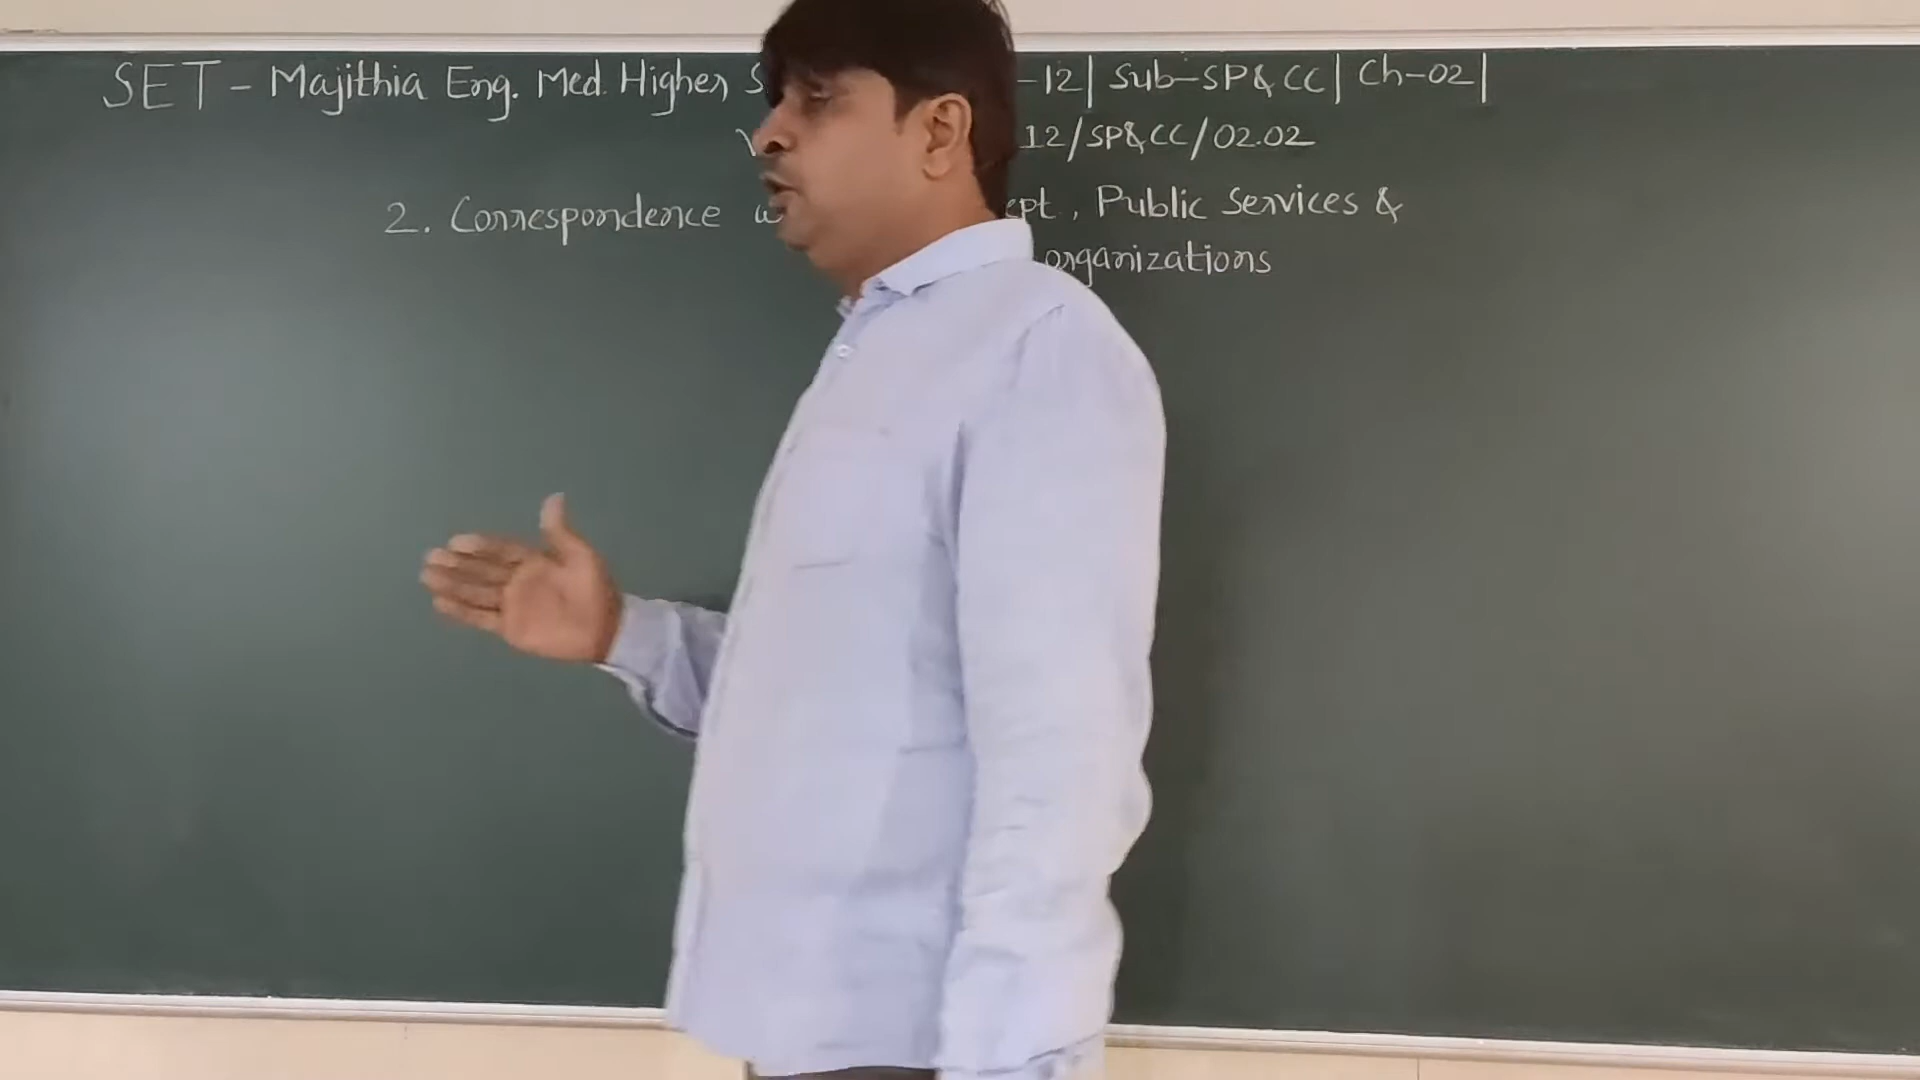 SET - Majithia Eng. Med. Higher -12 | Sub-SP&CC | Ch-02 |
12/SP&CC/02.02
2. Correspondence Public Services &
organizations